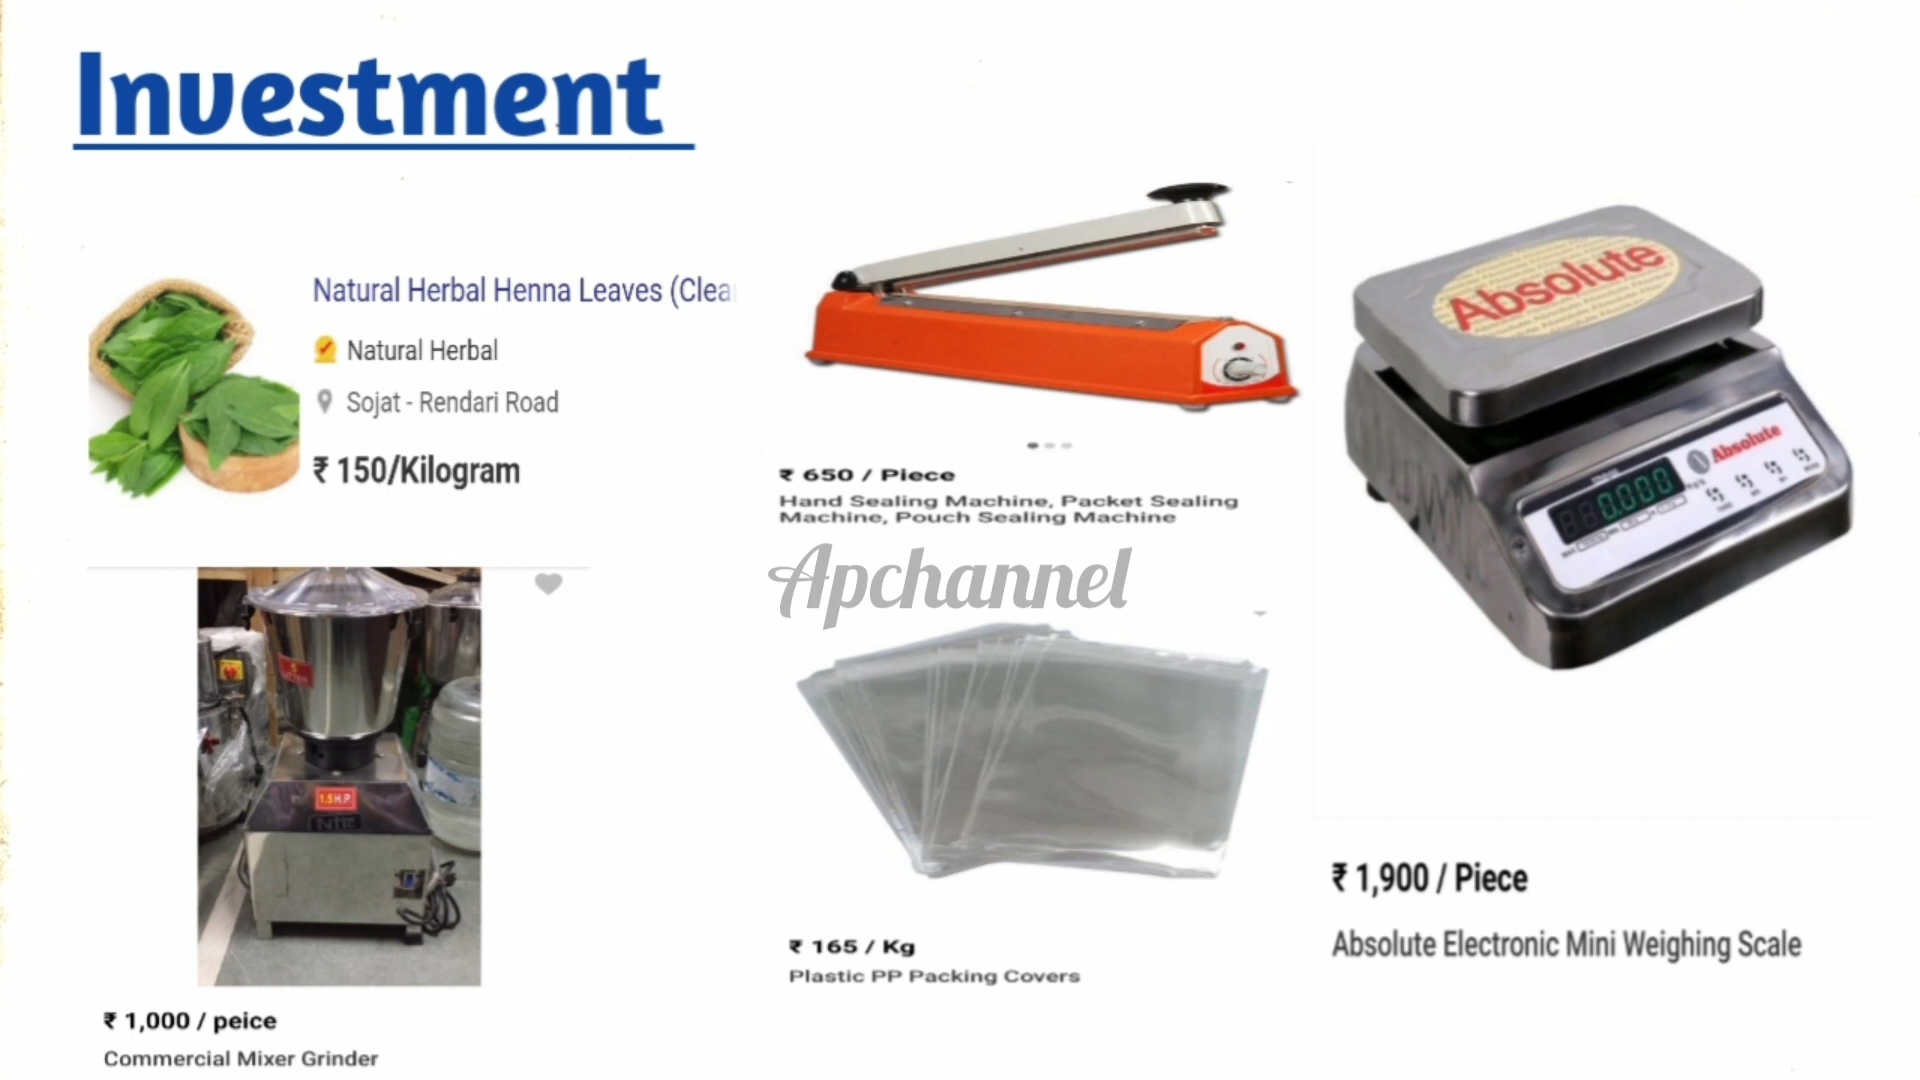 Investment
Natural Herbal Henna Leaves (Clea
Natural Herbal
Sojat - Rendari Road
₹ 150/Kilogram
₹ 650 / Piece
Hand Sealing Machine, Packet Sealing
Machine, Pouch Sealing Machine
Apchannel
Absolute
Absolute
0.000
1.5 H.P.
₹ 165 / Kg
Plastic PP Packing Covers
₹ 1,900 / Piece
Absolute Electronic Mini Weighing Scale
₹ 1,000 / peice
Commercial Mixer Grinder